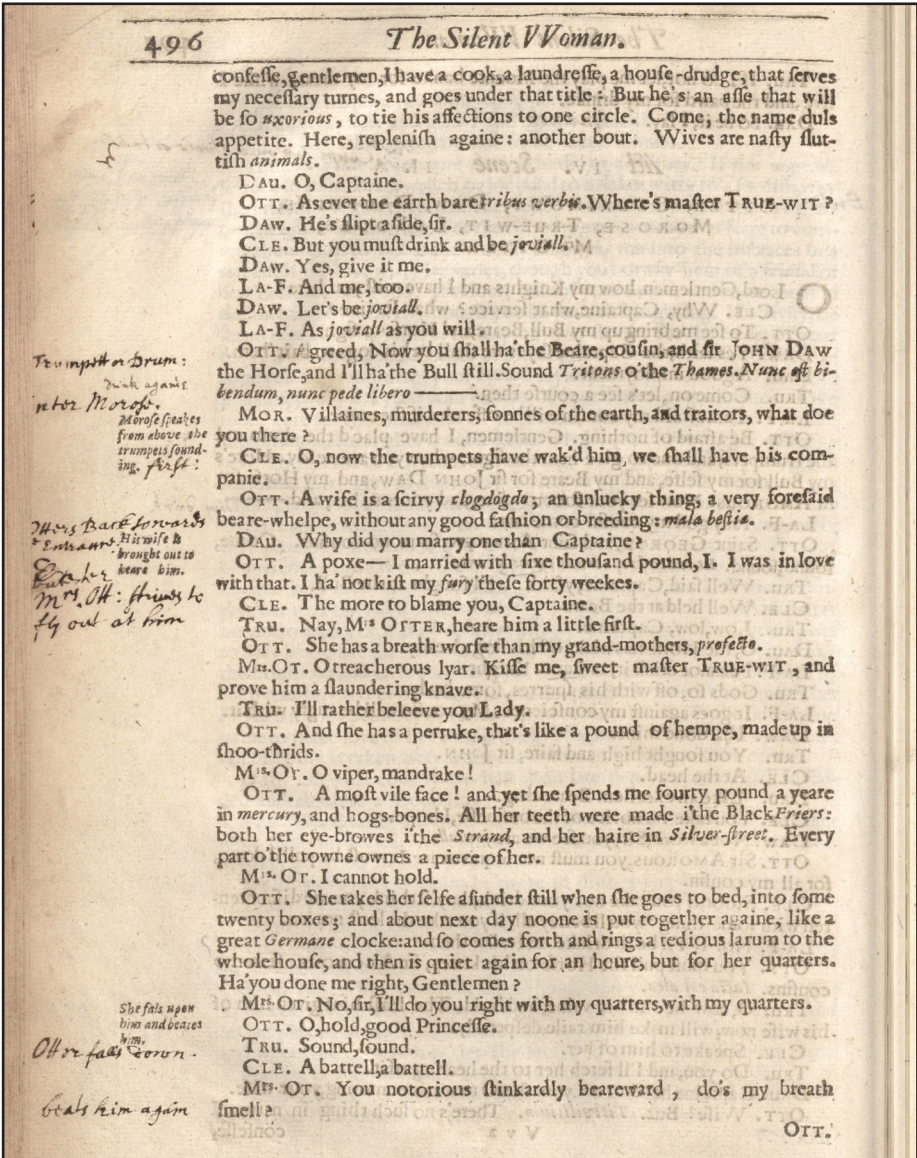 496 The Silent VVoman.
confeſſe,gentlemen,I have a cook,a laundreſſe,a houſe-drudge,that ſerves
my neceſſary turnes, and goes under that title: But he's an aſſe that will
be ſo uxorious, to tie his affections to one circle. Come, the name duls
appetite. Here, repleniſh againe: another bout. Wives are naſty ſlut-
tiſh animals.
DAU. O, Captaine.
OTT. As ever the earth bare tribus verbis. Where's maſter TRUE-WIT?
DAW. He's ſlipt aſide,ſir.
CLE. But you muſt drink and be joviall.
DAW. Yes, give it me.
LA-F. And me, too.
DAW. Let's be joviall.
LA-F. As joviall as you will.
OTT. Agreed, Now you ſhall ha'the Beare,couſin,and ſir JOHN DAW
the Horſe,and I'll ha'the Bull ſtill.Sound Tritons o'the Thames.Nunc eſt bi-
bendum, nunc pede libero ———
Trumpett or Drum:
drink againe
nter Moroſe.
MOR. Villaines, murderers, ſonnes of the earth, and traitors, what doe
you there?
Moroſe ſpeakes
from above the
trumpets ſound-
ing. firſt:
CLE. O, now the trumpets have wak'd him, we ſhall have his com-
panie.
OTT. A wife is a ſcirvy clogdogdo; an unlucky thing, a very foreſaid
beare-whelpe, without any good faſhion or breeding: mala beſtia.
Otters Back towards
Entrance
His wife is
brought out to
heare him.
DAU. Why did you marry one than Captaine?
OTT. A poxe— I married with ſixe thouſand pound, I. I was in love
with that. I ha' not kiſt my fury theſe forty weekes.
Mrs. Ott: ſtrives to
fly out at him
CLE. The more to blame you, Captaine.
TRU. Nay, Mis OTTER,heare him a little firſt.
OTT. She has a breath worſe than my grand-mothers, profecto.
Mrs. OT. O treacherous lyar. Kiſſe me, ſweet maſter TRUE-WIT, and
prove him a ſlaundering knave.
TRU. I'll rather beleeve you Lady.
OTT. And ſhe has a perruke, that's like a pound of hempe, made up in
ſhoo-thrids.
Mis. OT. O viper, mandrake!
OTT. A moſt vile face! and yet ſhe ſpends me fourty pound a yeare
in mercury, and hogs-bones. All her teeth were made i'the Black Friers:
both her eye-browes i'the Strand, and her haire in Silver-ſtreet. Every
part o'the towne ownes a piece of her.
Mis. OT. I cannot hold.
OTT. She takes her ſelfe aſunder ſtill when ſhe goes to bed, into ſome
twenty boxes; and about next day noone is put together againe, like a
great Germane clocke:and ſo comes forth and rings a tedious larum to the
whole houſe, and then is quiet again for an houre, but for her quarters.
Ha'you done me right, Gentlemen?
Mrs. OT. No,ſir,I'll do you right with my quarters,with my quarters.
She fals upon
him and beates
him.
OTT. O,hold,good Princeſſe.
Otter falls down.
TRU. Sound,ſound.
CLE. A battell,a battell.
Mrs. OT. You notorious ſtinkardly beareward, do's my breath
ſmell?
beats him again
OTT.